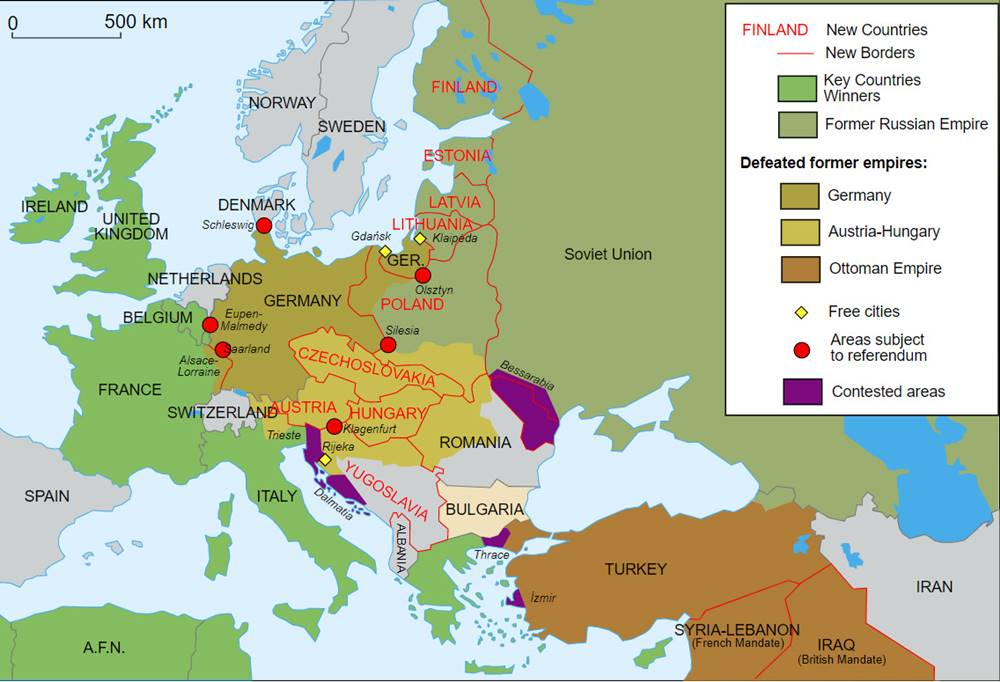 0 500 km
FINLAND New Countries
New Borders
Key Countries
Winners
Former Russian Empire
Defeated former empires:
Germany
Austria-Hungary
Ottoman Empire
Free cities
Areas subject
to referendum
Contested areas
NORWAY
SWEDEN
FINLAND
ESTONIA
LATVIA
LITHUANIA
IRELAND
UNITED
KINGDOM
DENMARK
Schleswig
Gdańsk
Klaipėda
GER.
Olsztyn
Soviet Union
NETHERLANDS
GERMANY
POLAND
BELGIUM
Eupen-
Malmedy
Silesia
Saarland
Alsace-
Lorraine
CZECHOSLOVAKIA
Bessarabia
FRANCE
SWITZERLAND
AUSTRIA
HUNGARY
Klagenfurt
Trieste
Rijeka
ROMANIA
SPAIN
ITALY
Dalmatia
YUGOSLAVIA
BULGARIA
ALBANIA
Thrace
TURKEY
İzmir
IRAN
A.F.N.
SYRIA-LEBANON
(French Mandate)
IRAQ
(British Mandate)